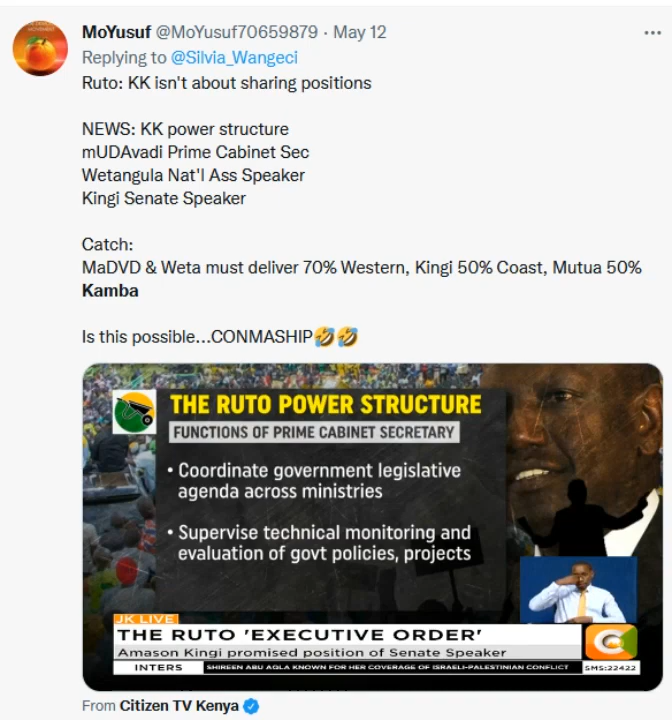 MoYusuf @MoYusuf70659879 · May 12
Replying to @Silvia_Wangeci
Ruto: KK isn't about sharing positions
NEWS: KK power structure
mUDAvadi Prime Cabinet Sec
Wetangula Nat'l Ass Speaker
Kingi Senate Speaker
Catch:
MaDVD & Weta must deliver 70% Western, Kingi 50% Coast, Mutua 50%
Kamba
Is this possible...CONMASHIP🤣🤣
THE RUTO POWER STRUCTURE
FUNCTIONS OF PRIME CABINET SECRETARY
• Coordinate government legislative
agenda across ministries
• Supervise technical monitoring and
evaluation of govt policies, projects
JK LIVE
THE RUTO 'EXECUTIVE ORDER'
Amason Kingi promised position of Senate Speaker
INTERS
SHIREEN ABU AGLA KNOWN FOR HER COVERAGE OF ISRAELI-PALESTINIAN CONFLICT
SMS:22422
From Citizen TV Kenya